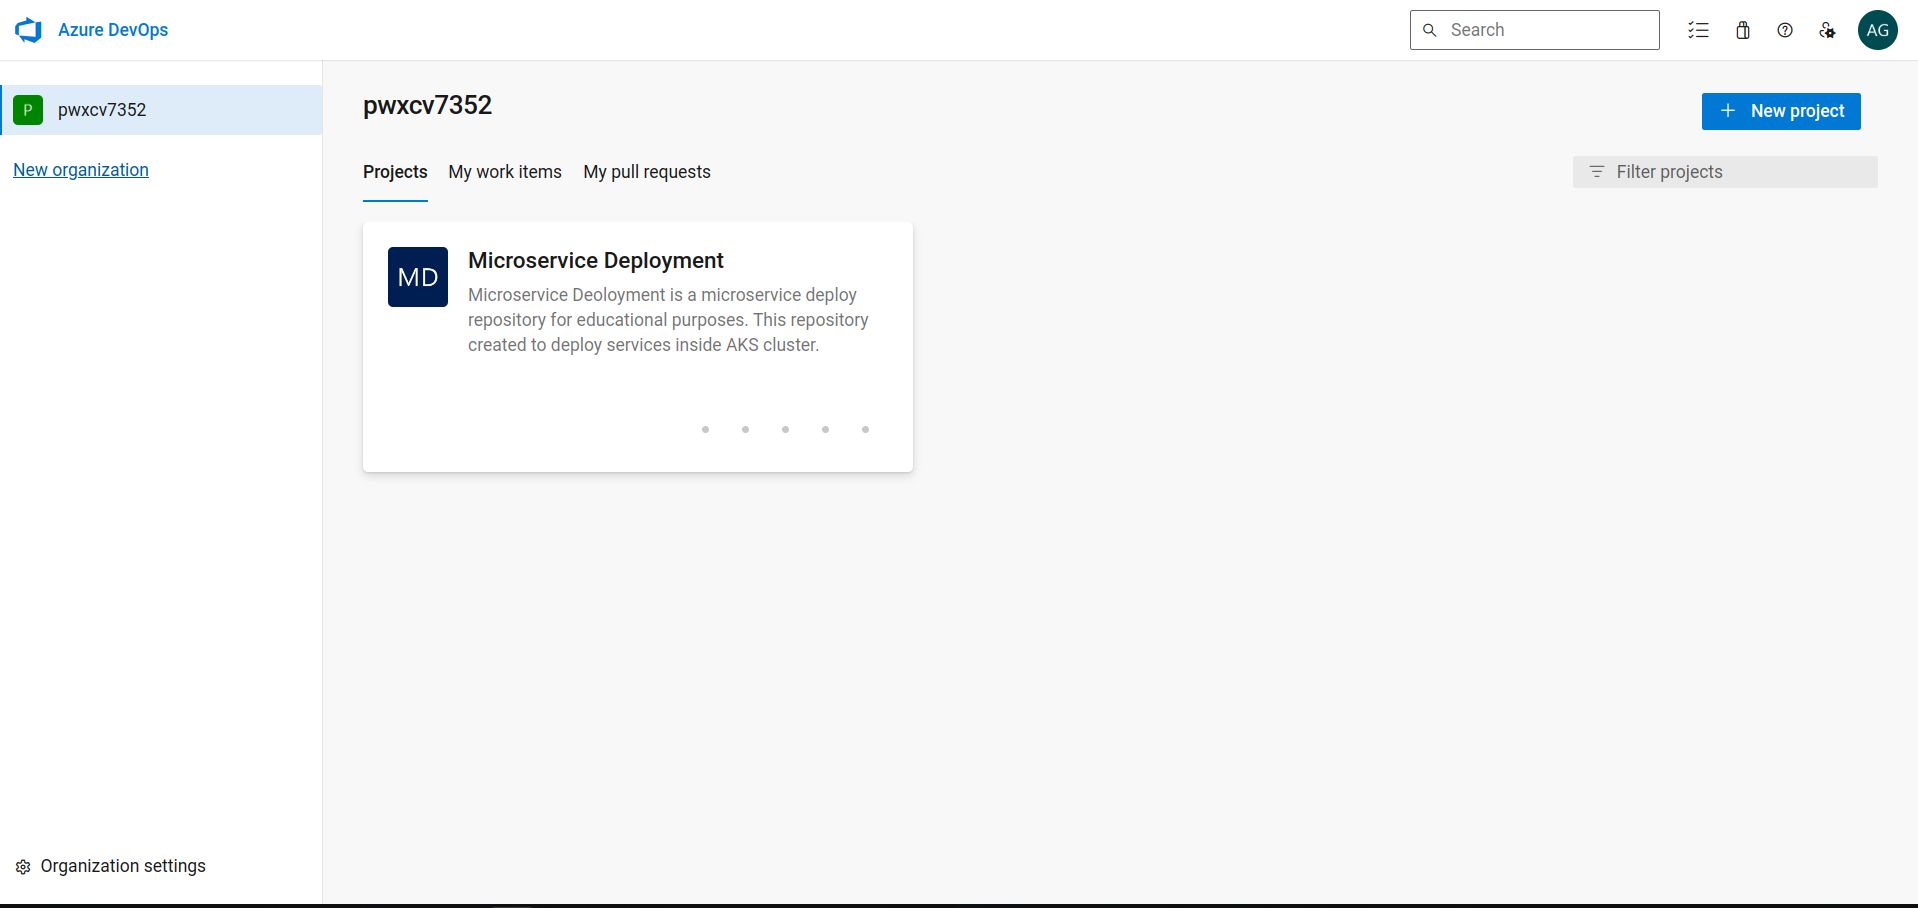 Azure DevOps
Search
AG
P
pwxcv7352
New organization
pwxcv7352
New project
Projects
My work items
My pull requests
Filter projects
MD
Microservice Deployment
Microservice Deoloyment is a microservice deploy
repository for educational purposes. This repository
created to deploy services inside AKS cluster.
Organization settings